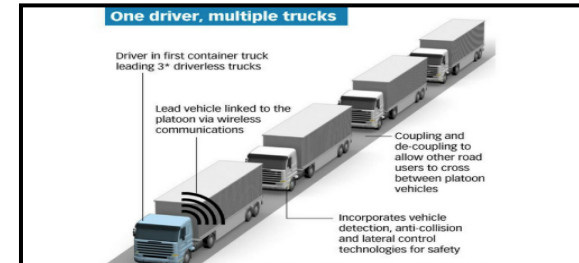 One driver, multiple trucks
Driver in first container truck
leading 3* driverless trucks
Lead vehicle linked to the
platoon via wireless
communications
Coupling and
de-coupling to
allow other road
users to cross
between platoon
vehicles
Incorporates vehicle
detection, anti-collision
and lateral control
technologies for safety